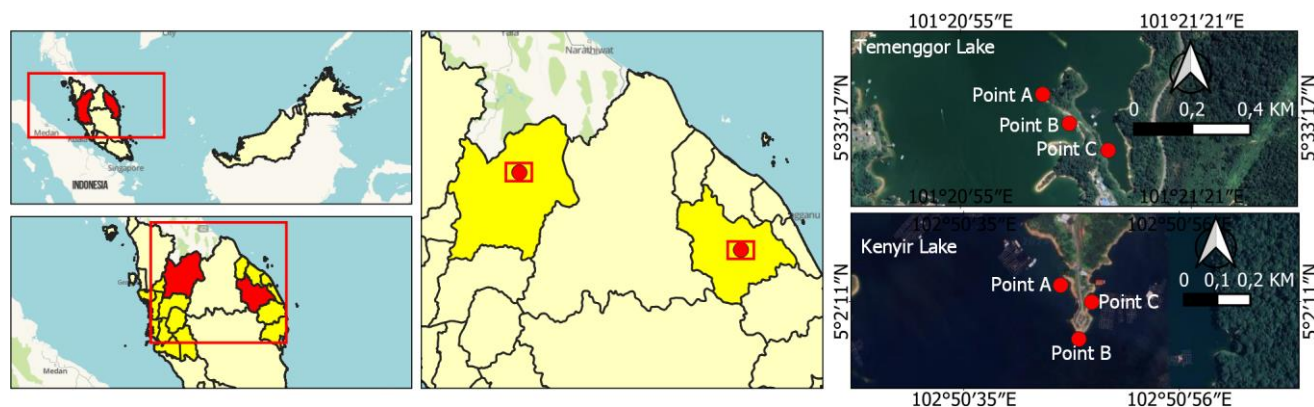 City
Medan
Singapore
INDONESIA
Medan
Yala
Narathiwat
101°20′55″E
101°21′21″E
Temenggor Lake
Point A
Point B
Point C
0
0,2
0,4 KM
5°33′17″N
5°33′17″N
101°20′55″E
101°21′21″E
102°50′35″E
102°50′56″E
Kenyir Lake
Point A
Point C
Point B
0
0,1
0,2 KM
5°2′11″N
5°2′11″N
102°50′35″E
102°50′56″E